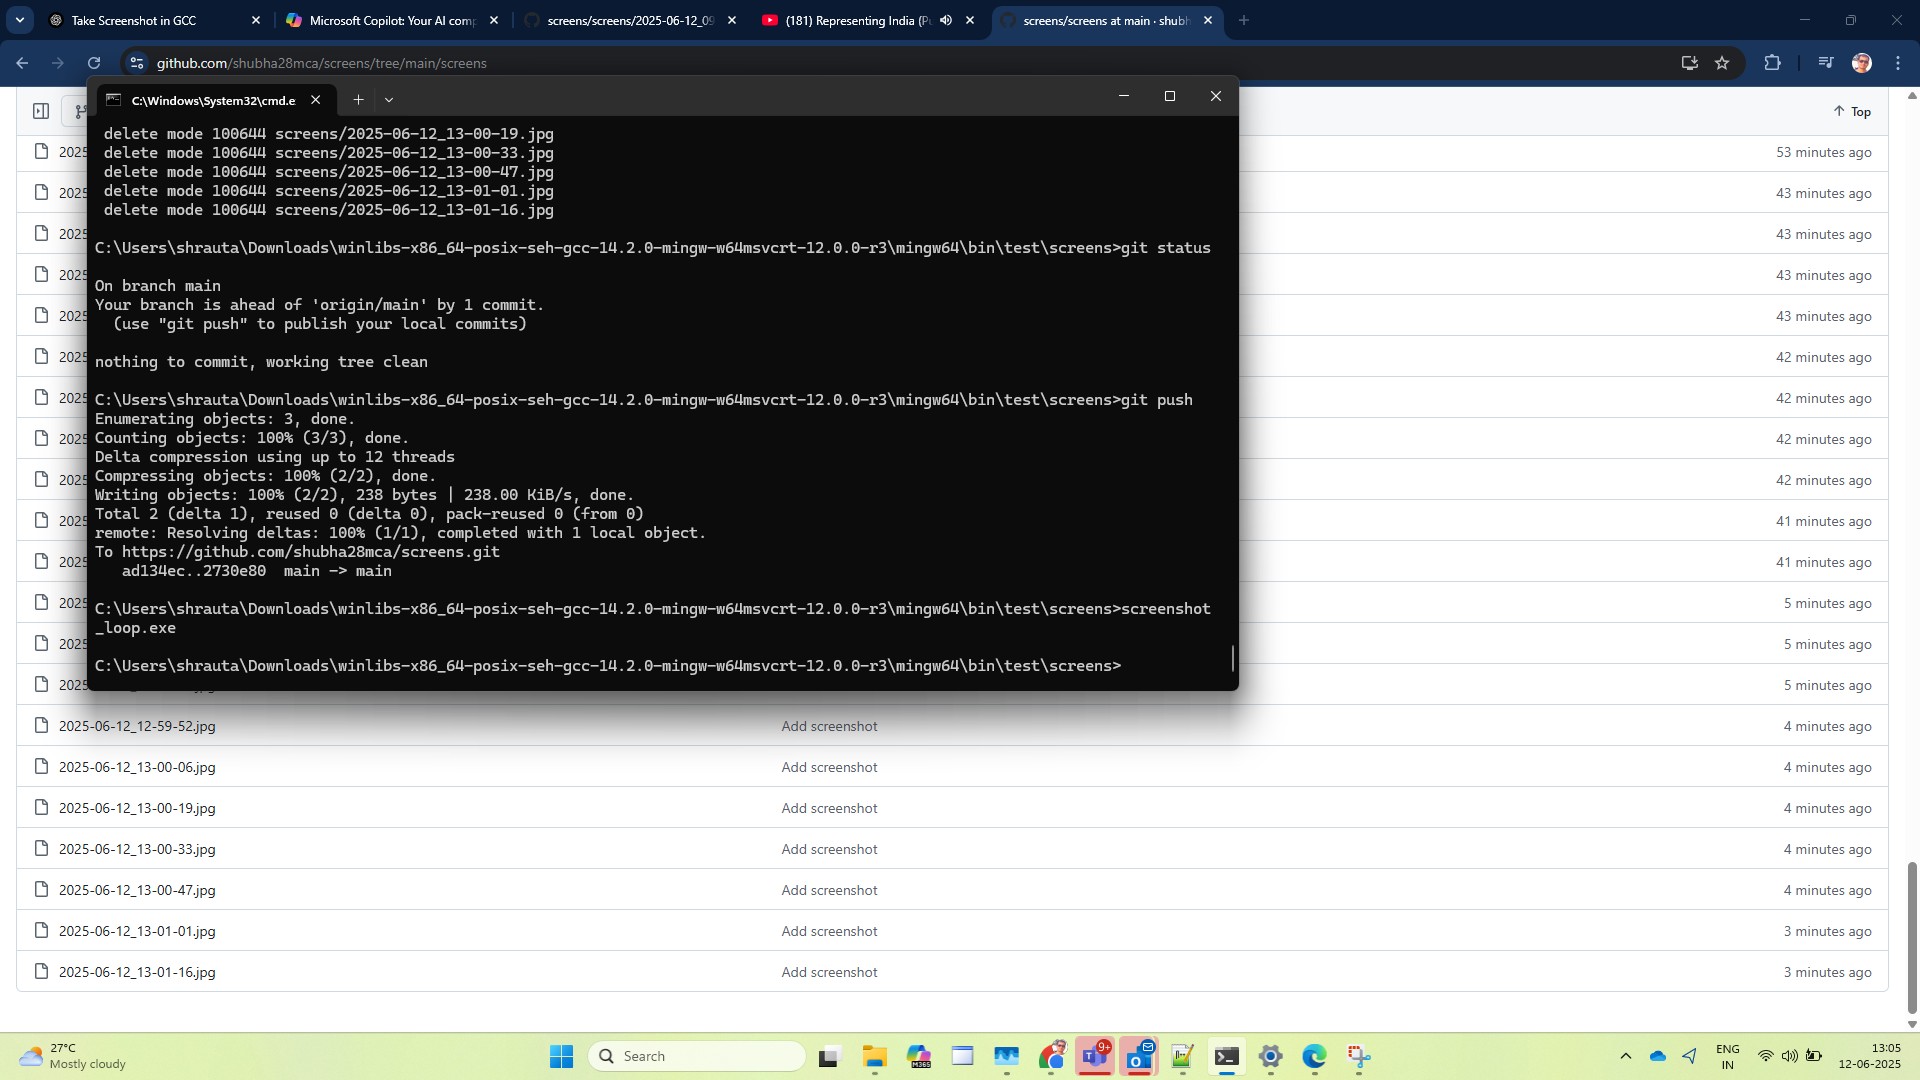 Take Screenshot in GCC
Microsoft Copilot: Your AI comp
screens/screens/2025-06-12_09
(181) Representing India (Pu
screens/screens at main · shubh
github.com/shubha28mca/screens/tree/main/screens
C:\Windows\System32\cmd.e
Top
delete mode 100644 screens/2025-06-12_13-00-19.jpg
delete mode 100644 screens/2025-06-12_13-00-33.jpg
delete mode 100644 screens/2025-06-12_13-00-47.jpg
delete mode 100644 screens/2025-06-12_13-01-01.jpg
delete mode 100644 screens/2025-06-12_13-01-16.jpg
C:\Users\shrauta\Downloads\winlibs-x86_64-posix-seh-gcc-14.2.0-mingw-w64msvcrt-12.0.0-r3\mingw64\bin\test\screens>git status
On branch main
Your branch is ahead of 'origin/main' by 1 commit.
(use "git push" to publish your local commits)
nothing to commit, working tree clean
C:\Users\shrauta\Downloads\winlibs-x86_64-posix-seh-gcc-14.2.0-mingw-w64msvcrt-12.0.0-r3\mingw64\bin\test\screens>git push
Enumerating objects: 3, done.
Counting objects: 100% (3/3), done.
Delta compression using up to 12 threads
Compressing objects: 100% (2/2), done.
Writing objects: 100% (2/2), 238 bytes | 238.00 KiB/s, done.
Total 2 (delta 1), reused 0 (delta 0), pack-reused 0 (from 0)
remote: Resolving deltas: 100% (1/1), completed with 1 local object.
To https://github.com/shubha28mca/screens.git
ad134ec..2730e80  main -> main
C:\Users\shrauta\Downloads\winlibs-x86_64-posix-seh-gcc-14.2.0-mingw-w64msvcrt-12.0.0-r3\mingw64\bin\test\screens>screenshot
_loop.exe
C:\Users\shrauta\Downloads\winlibs-x86_64-posix-seh-gcc-14.2.0-mingw-w64msvcrt-12.0.0-r3\mingw64\bin\test\screens>
2025 53 minutes ago
2025 43 minutes ago
2025 43 minutes ago
2025 43 minutes ago
2025 43 minutes ago
2025 42 minutes ago
2025 42 minutes ago
2025 42 minutes ago
2025 42 minutes ago
2025 41 minutes ago
2025 41 minutes ago
2025 5 minutes ago
2025 5 minutes ago
2025 5 minutes ago
2025-06-12_12-59-52.jpg Add screenshot 4 minutes ago
2025-06-12_13-00-06.jpg Add screenshot 4 minutes ago
2025-06-12_13-00-19.jpg Add screenshot 4 minutes ago
2025-06-12_13-00-33.jpg Add screenshot 4 minutes ago
2025-06-12_13-00-47.jpg Add screenshot 4 minutes ago
2025-06-12_13-01-01.jpg Add screenshot 3 minutes ago
2025-06-12_13-01-16.jpg Add screenshot 3 minutes ago
27°C
Mostly cloudy
Search
M365
9+
ENG
IN
13:05
12-06-2025